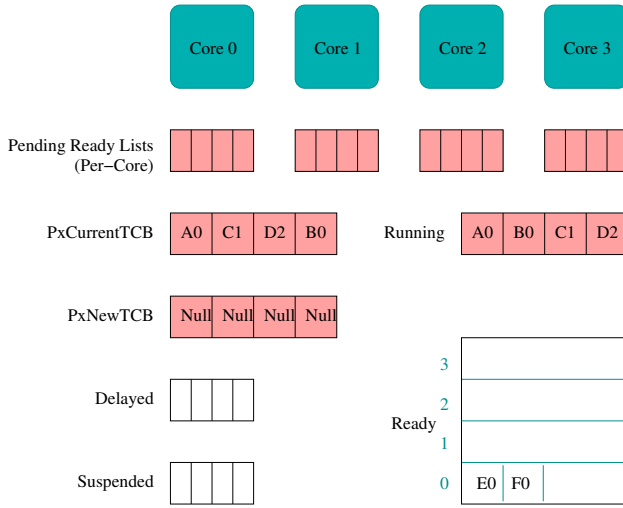 Core 0 Core 1 Core 2 Core 3
Pending Ready Lists
(Per−Core)
PxCurrentTCB A0 C1 D2 B0 Running A0 B0 C1 D2
PxNewTCB Null Null Null Null
3
Delayed
2
Ready
1
Suspended 0 E0 F0